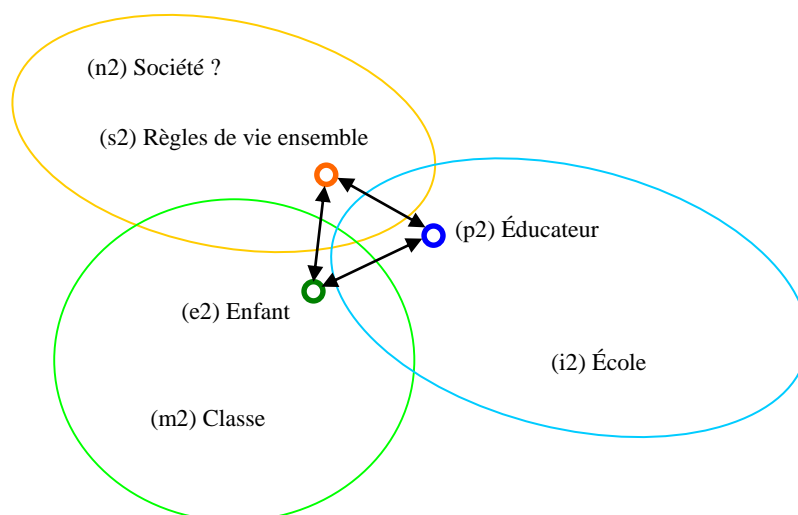 (n2) Société ?
(s2) Règles de vie ensemble
(p2) Éducateur
(e2) Enfant
(i2) École
(m2) Classe